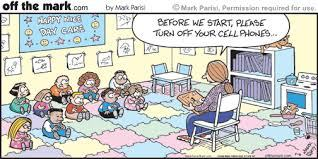 off the mark.com
by Mark Parisi
© Mark Parisi, Permission required for use.
HAPPY NICE
DAY CARE
BEFORE WE START, PLEASE
TURN OFF YOUR CELL PHONES...